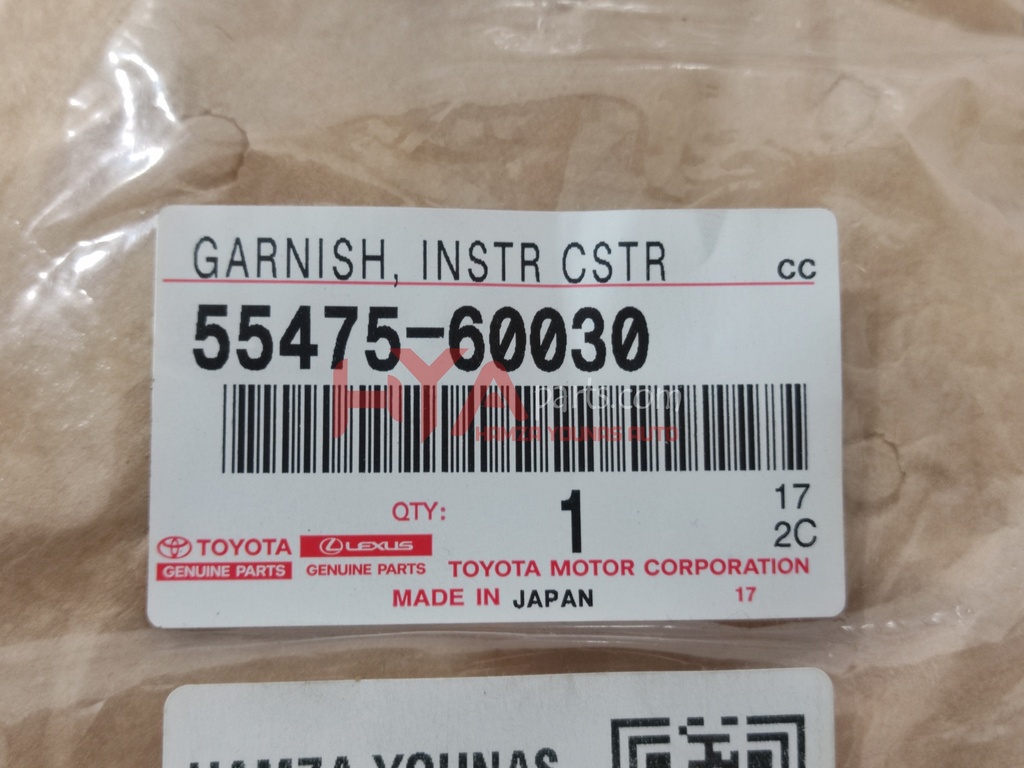 GARNISH, INSTR CSTR CC
55475-60030
HYA parts.com
HAMZA YOUNAS AUTO
QTY: 1 17
2C
TOYOTA LEXUS
GENUINE PARTS GENUINE PARTS TOYOTA MOTOR CORPORATION
MADE IN JAPAN 17
HAMZA YOUNAS